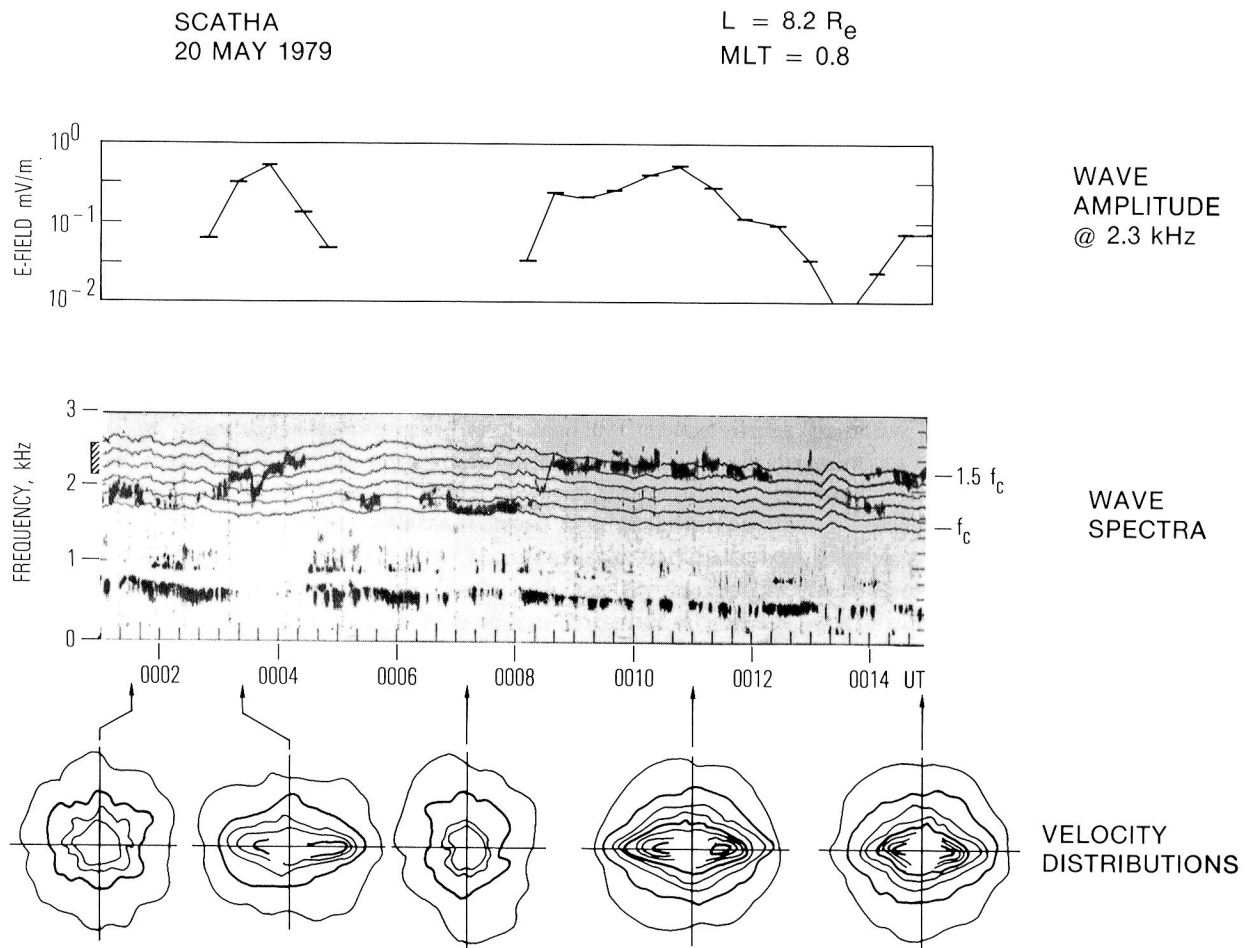 SCATHA
20 MAY 1979
L = 8.2 Re
MLT = 0.8
E-FIELD mV/m
10^0
10^-1
10^-2
WAVE
AMPLITUDE
@ 2.3 kHz
FREQUENCY, kHz
3
2
1
0
1.5 fc
fc
WAVE
SPECTRA
0002 0004 0006 0008 0010 0012 0014 UT
VELOCITY
DISTRIBUTIONS